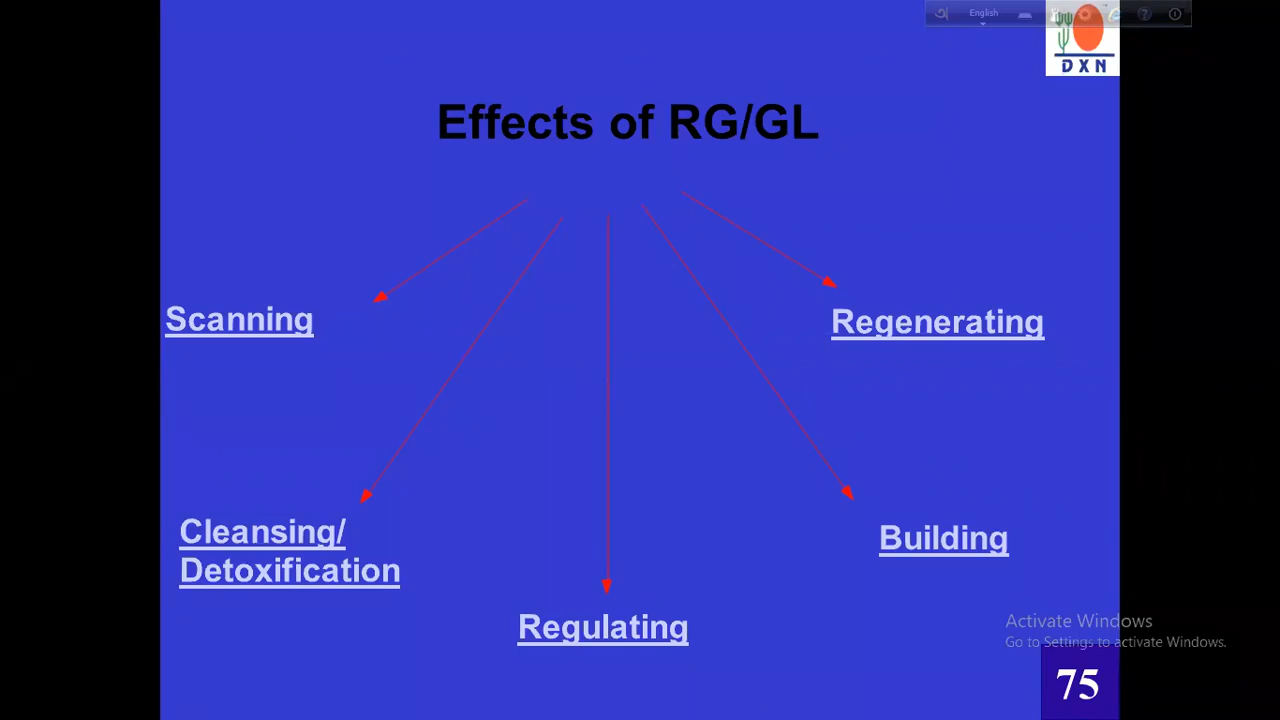 English
DXN
Effects of RG/GL
Scanning
Regenerating
Cleansing/
Detoxification
Building
Regulating
Activate Windows
Go to Settings to activate Windows.
75